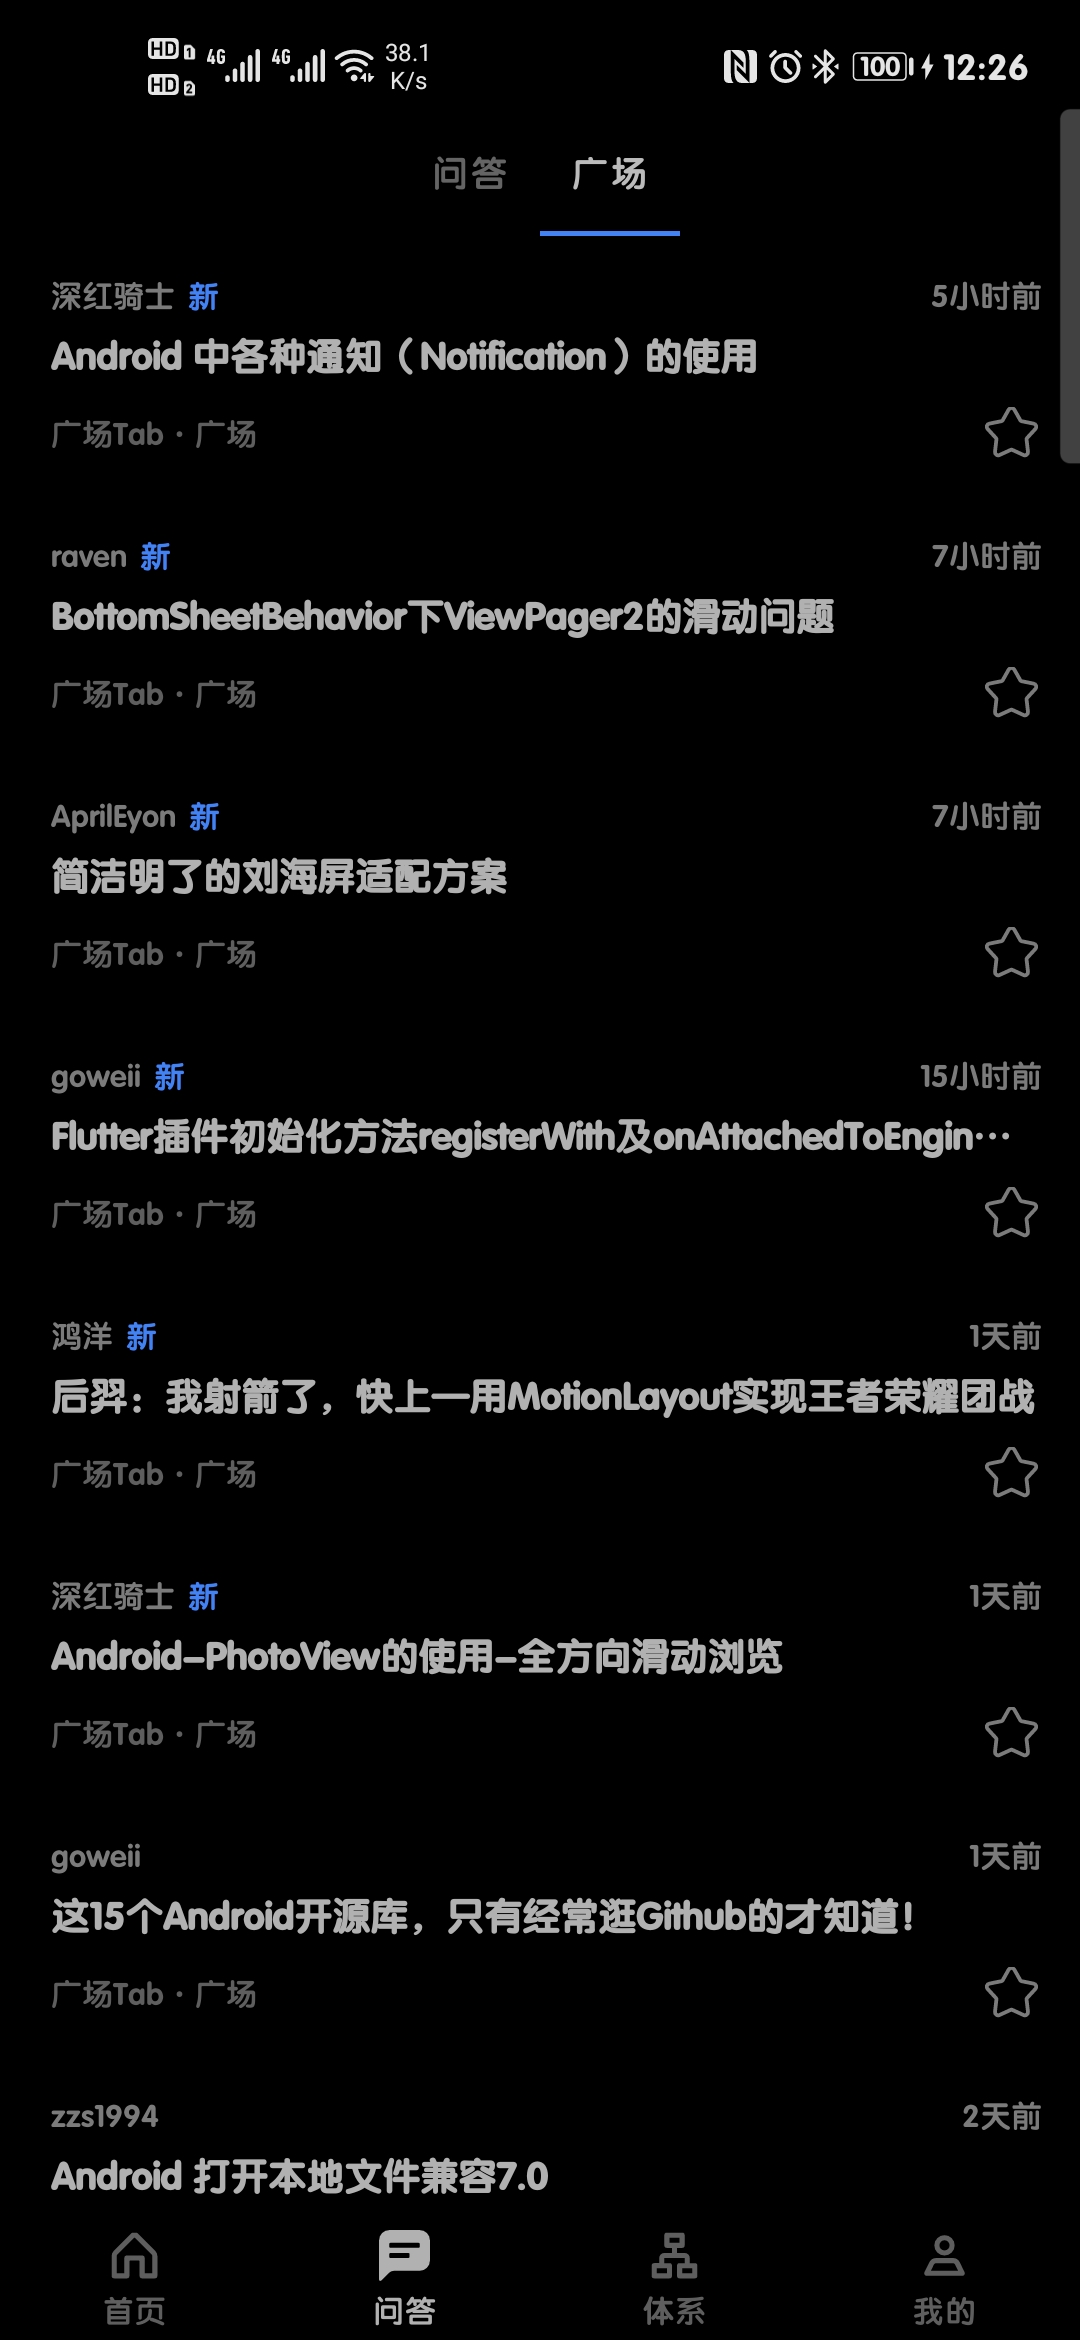 HD 1 4G 4G 38.1 100 12:26
HD 2 K/s
问答 广场
深红骑士 新 5小时前
Android 中各种通知（Notification）的使用
广场Tab · 广场
raven 新 7小时前
BottomSheetBehavior下ViewPager2的滑动问题
广场Tab · 广场
AprilEyon 新 7小时前
简洁明了的刘海屏适配方案
广场Tab · 广场
goweii 新 15小时前
Flutter插件初始化方法registerWith及onAttachedToEngin…
广场Tab · 广场
鸿洋 新 1天前
后羿：我射箭了，快上—用MotionLayout实现王者荣耀团战
广场Tab · 广场
深红骑士 新 1天前
Android-PhotoView的使用-全方向滑动浏览
广场Tab · 广场
goweii 1天前
这15个Android开源库，只有经常逛Github的才知道！
广场Tab · 广场
zzs1994 2天前
Android 打开本地文件兼容7.0
首页 问答 体系 我的